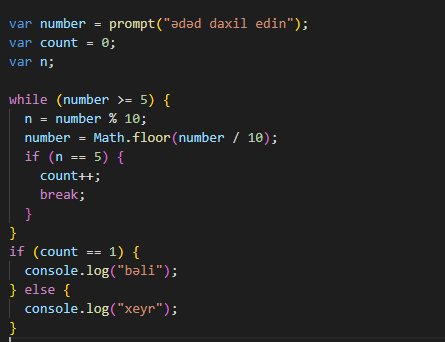 var number = prompt("ədəd daxil edin");
var count = 0;
var n;
while (number >= 5) {
n = number % 10;
number = Math.floor(number / 10);
if (n == 5) {
count++;
break;
}
}
if (count == 1) {
console.log("bəli");
} else {
console.log("xeyr");
}